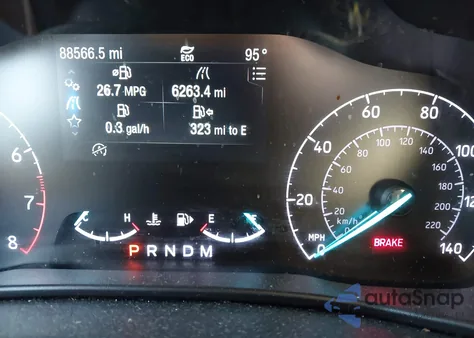 88566.5 mi ECO 95°
26.7 MPG 6263.4 mi
0.3 gal/h 323 mi to E
6
7
8
C H E F
P R N D M
0 20 40 60 80 100 120 140
MPH
0 20 40 60 80 100 120 140 160 180 200 220
km/h
BRAKE
autoSnap